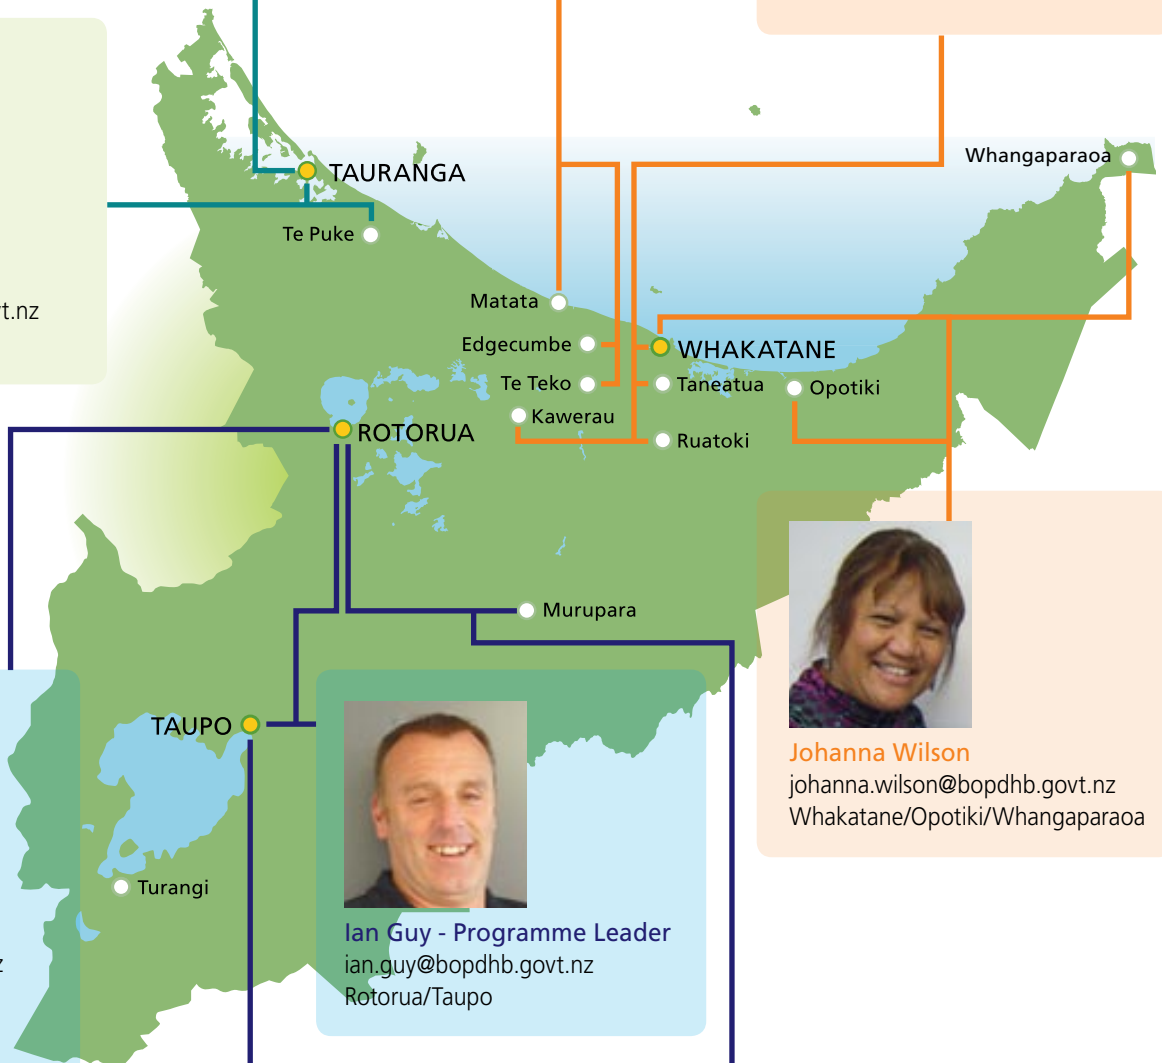 Whangaparaoa
TAURANGA
Te Puke
t.nz
Matata
Edgecumbe
WHAKATANE
Te Teko
Taneatua
Opotiki
Kawerau
ROTORUA
Ruatoki
Murupara
TAUPO
Johanna Wilson
johanna.wilson@bopdhb.govt.nz
Whakatane/Opotiki/Whangaparaoa
Turangi
Ian Guy - Programme Leader
z
ian.guy@bopdhb.govt.nz
Rotorua/Taupo